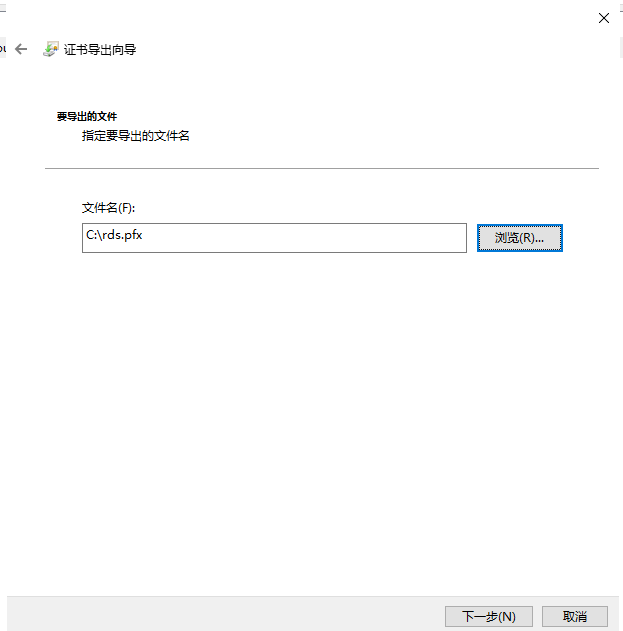 证书导出向导
要导出的文件
指定要导出的文件名
文件名(F):
C:\rds.pfx
浏览(R)...
下一步(N)
取消